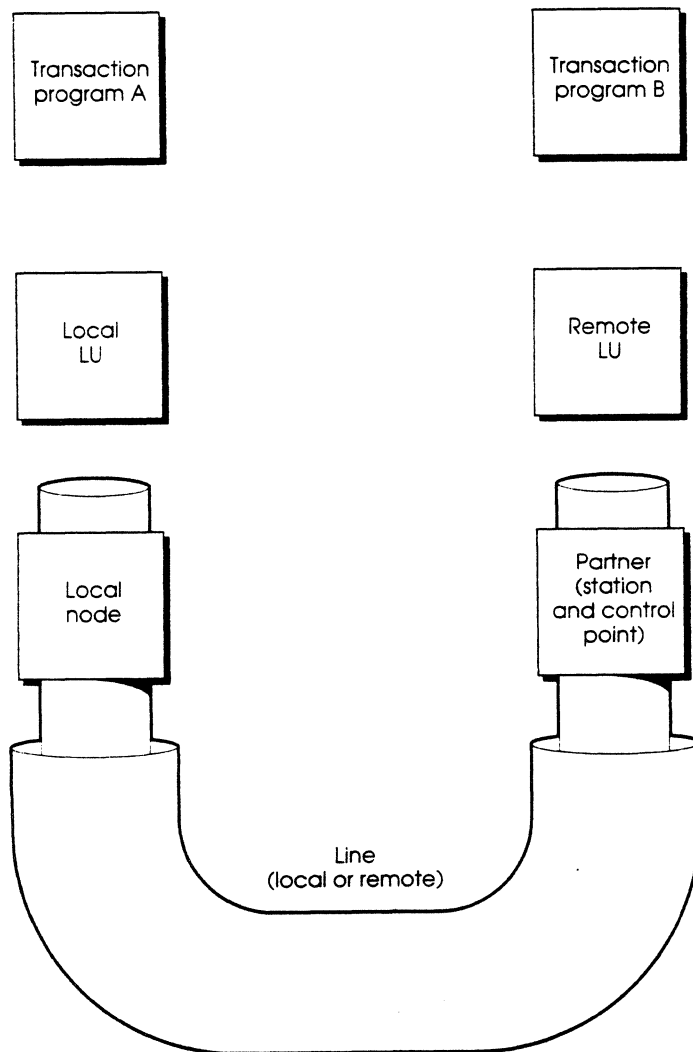 Transaction
program A
Transaction
program B
Local
LU
Remote
LU
Local
node
Partner
(station
and control
point)
Line
(local or remote)